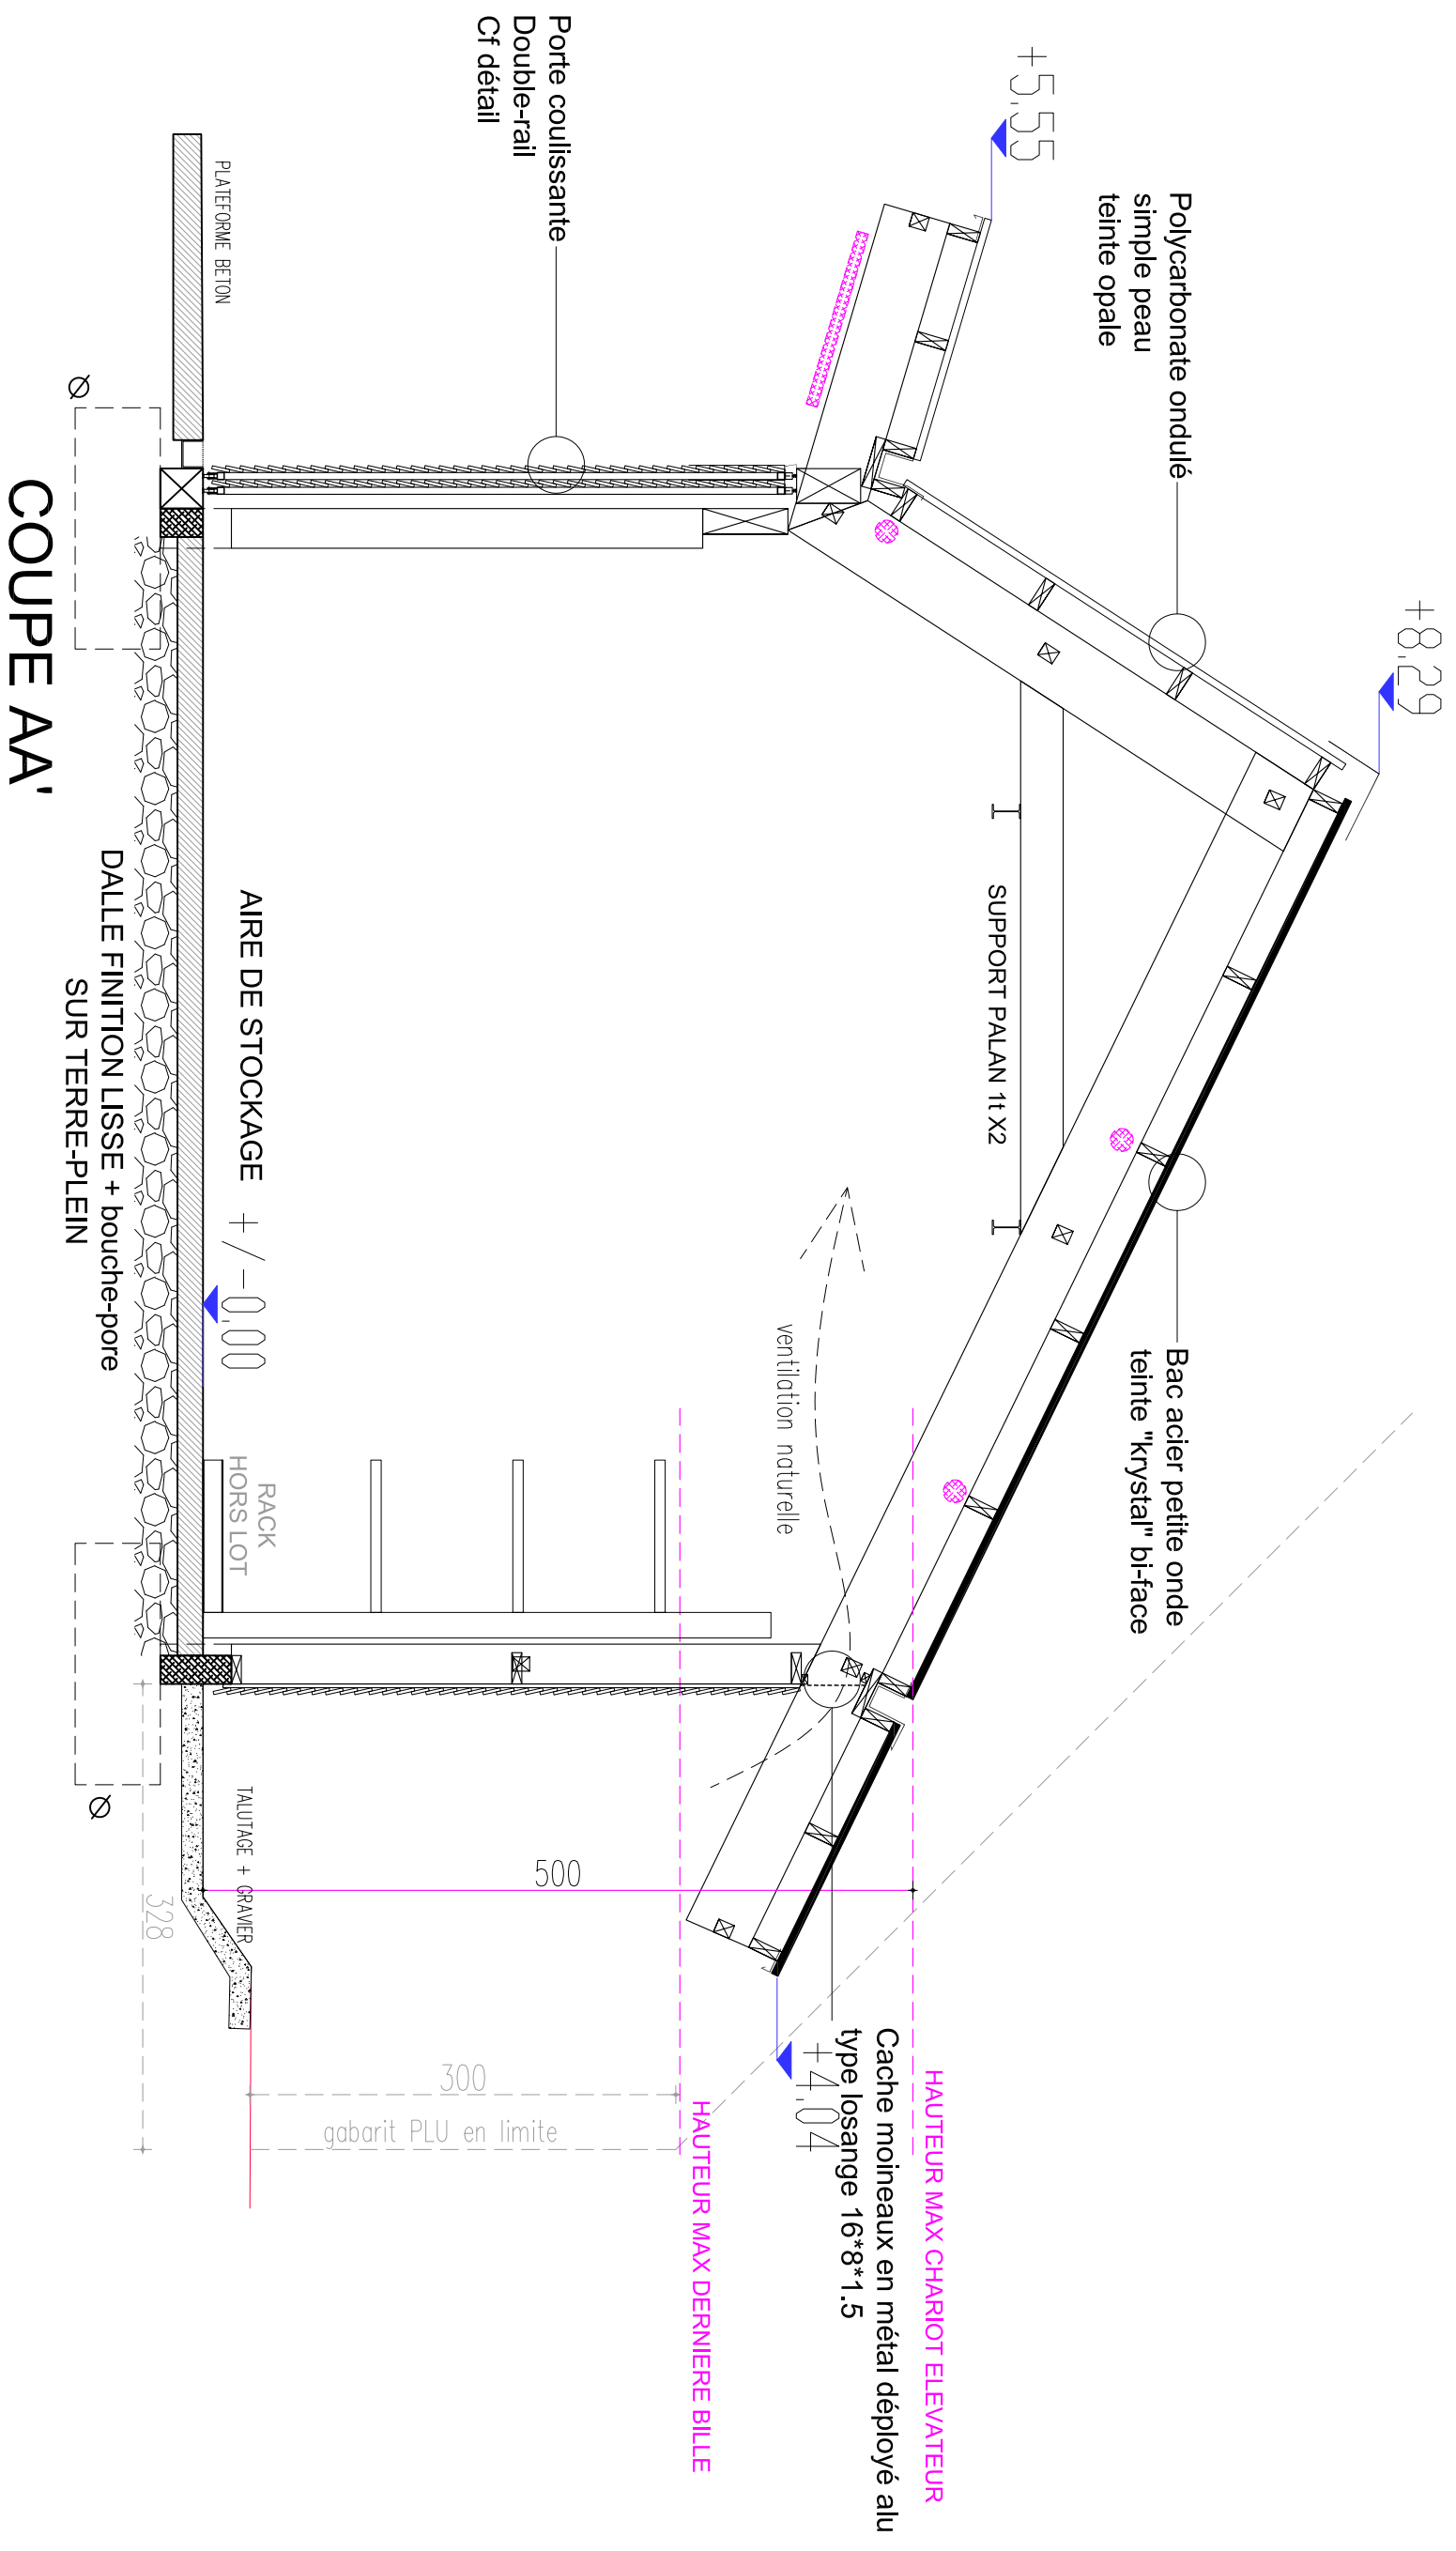 +8,29
+5,55
Polycarbonate ondulé
simple peau
teinte opale
Bac acier petite onde
teinte "krystal" bi-face
SUPPORT PALAN 1t X2
HAUTEUR MAX CHARIOT ELEVATEUR
Cache moineaux en métal déployé alu
type losange 16*8*1.5
+4,04
ventilation naturelle
HAUTEUR MAX DERNIERE BILLE
Porte coulissante
Double-rail
Cf détail
500
300
gabarit PLU en limite
RACK
HORS LOT
AIRE DE STOCKAGE +/-0,00
PLATEFORME BETON
TALUTAGE + GRAVIER
328
DALLE FINITION LISSE + bouche-pore
SUR TERRE-PLEIN
Ø
Ø
COUPE AA'